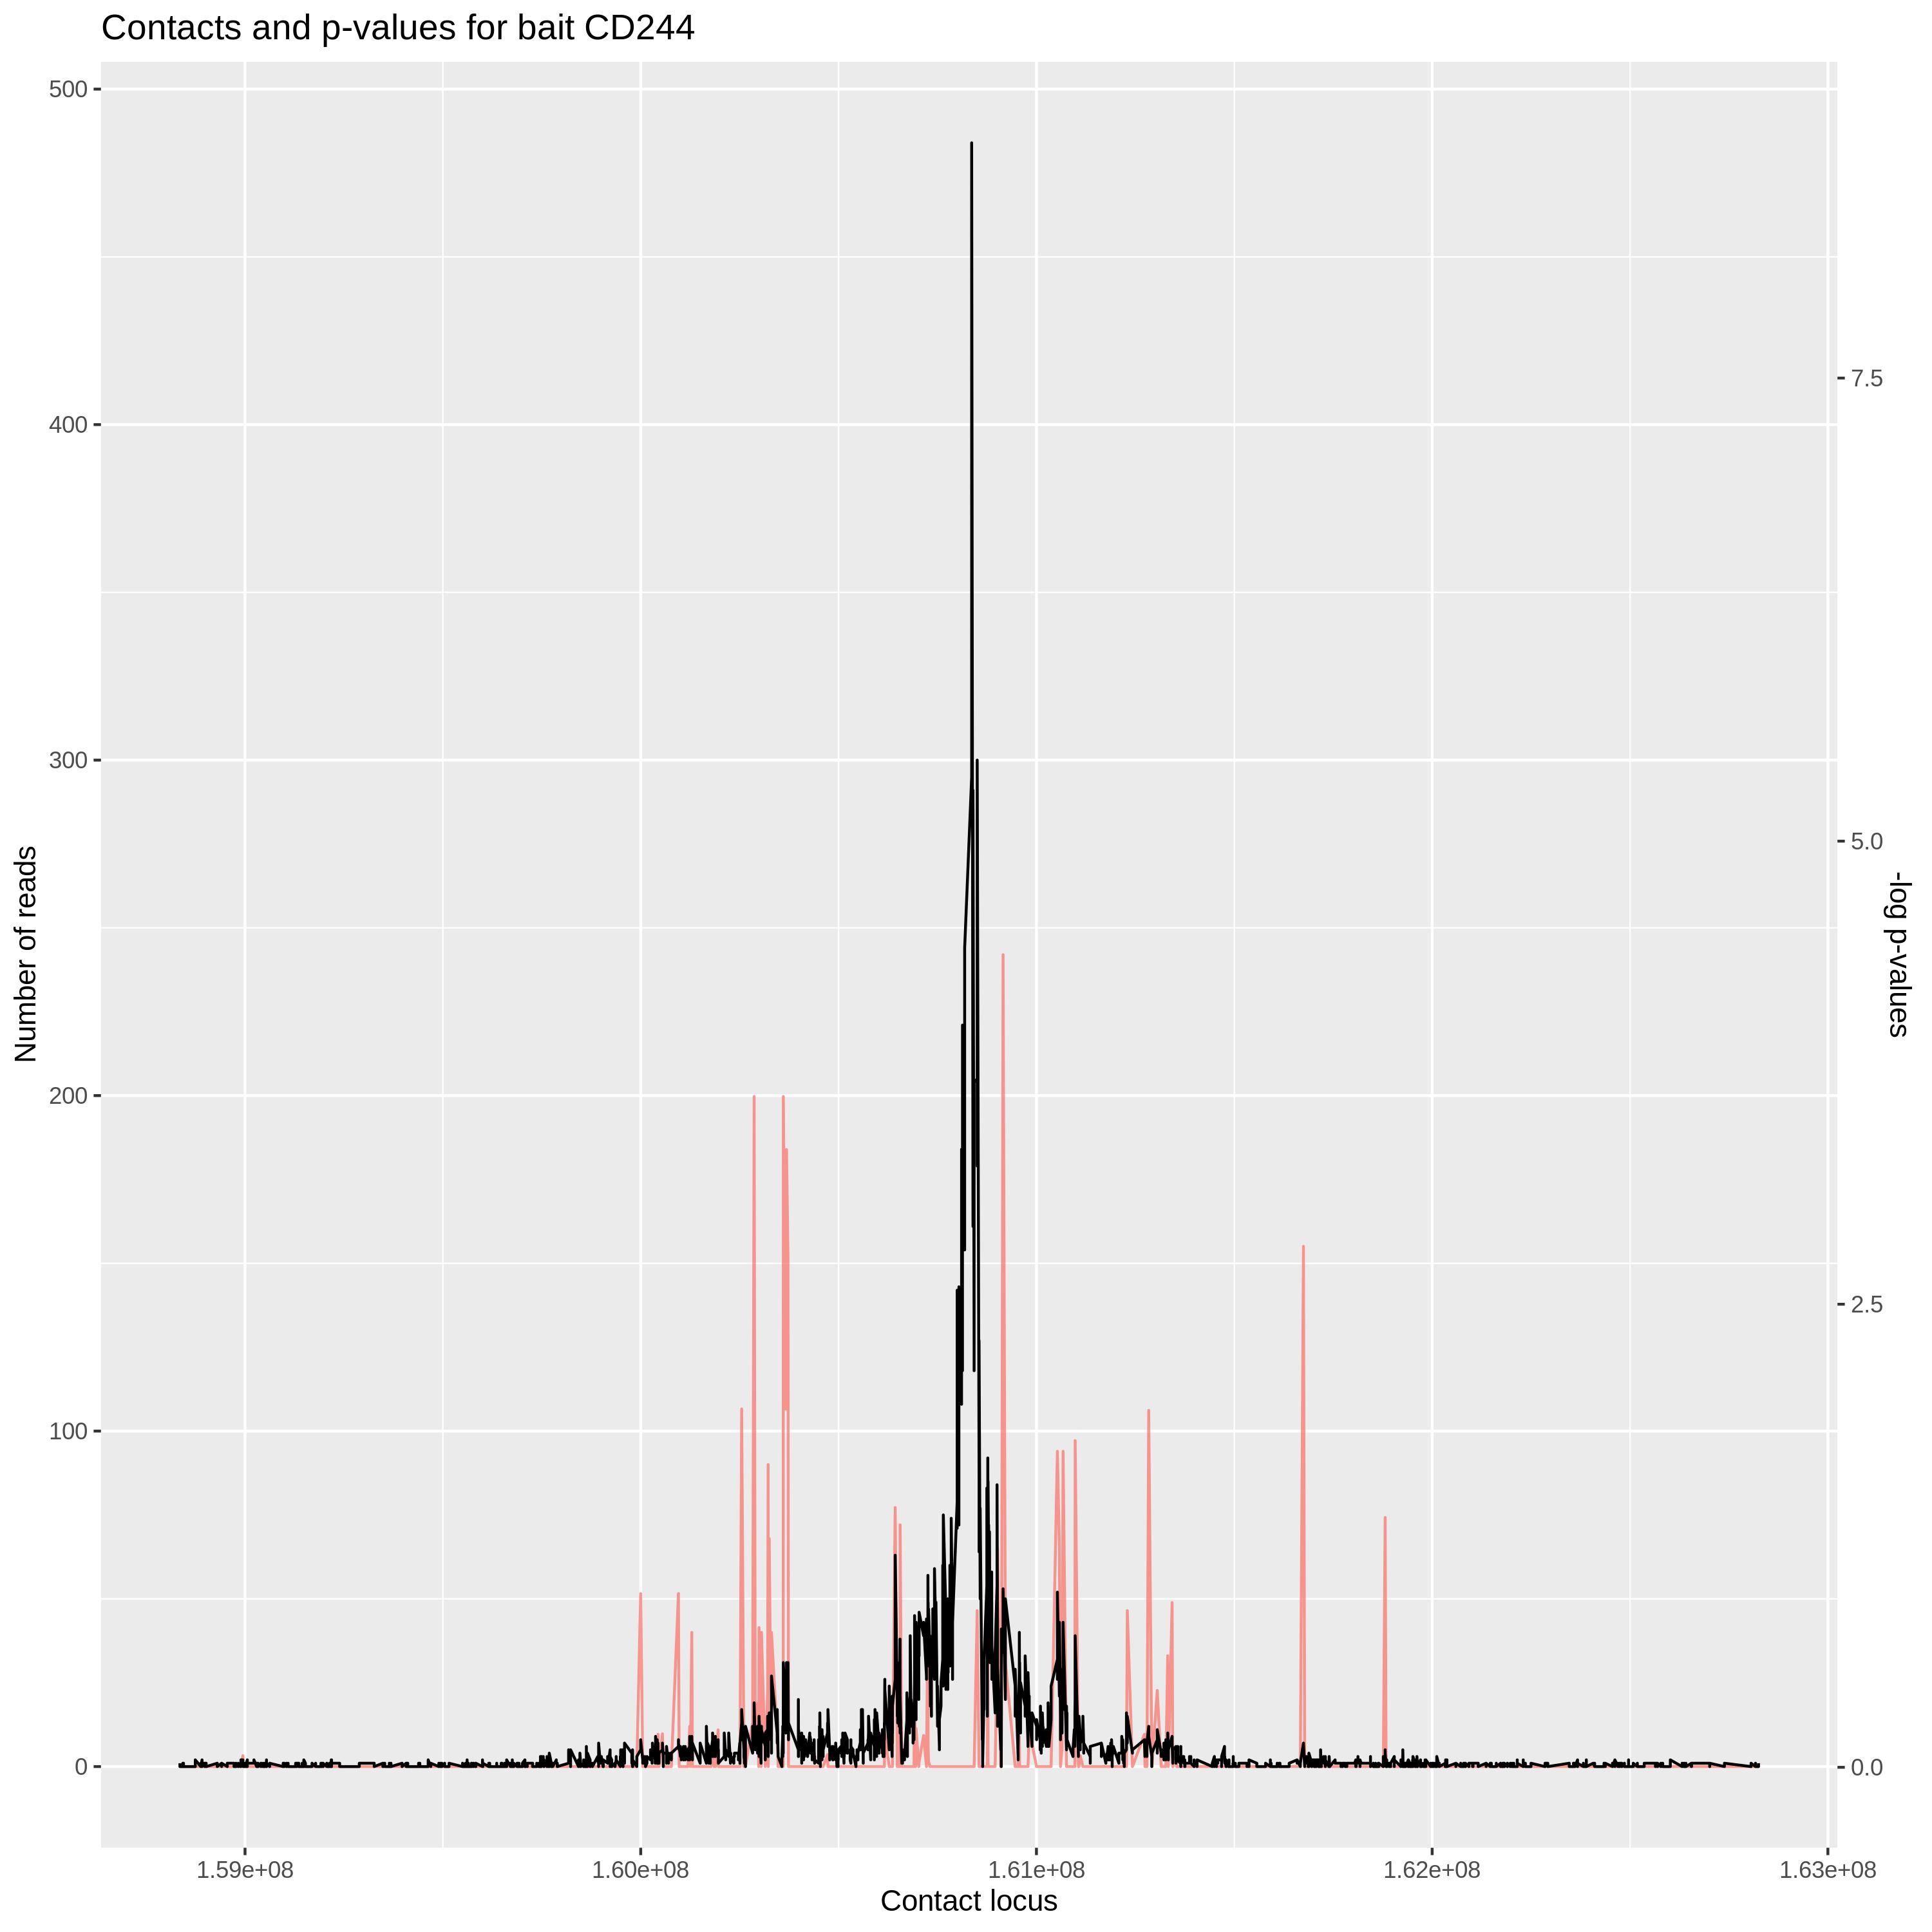 Contacts and p-values for bait CD244
500
400
300
200
100
0
Number of reads
7.5
5.0
2.5
0.0
-log p-values
1.59e+08
1.60e+08
1.61e+08
1.62e+08
1.63e+08
Contact locus